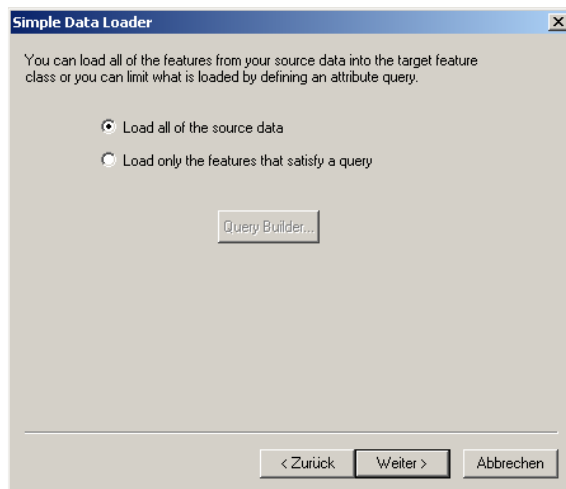 Simple Data Loader
You can load all of the features from your source data into the target feature
class or you can limit what is loaded by defining an attribute query.
Load all of the source data
Load only the features that satisfy a query
Query Builder...
< Zurück
Weiter >
Abbrechen